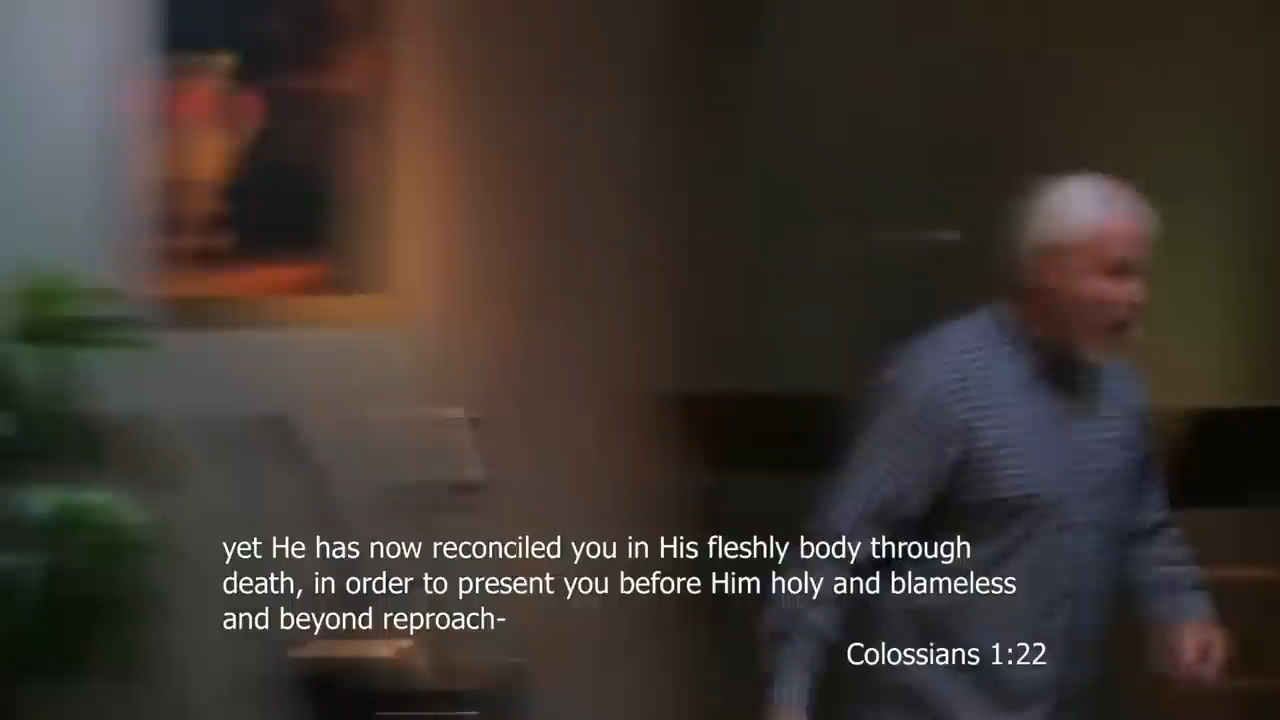 yet He has now reconciled you in His fleshly body through
death, in order to present you before Him holy and blameless
and beyond reproach-
Colossians 1:22